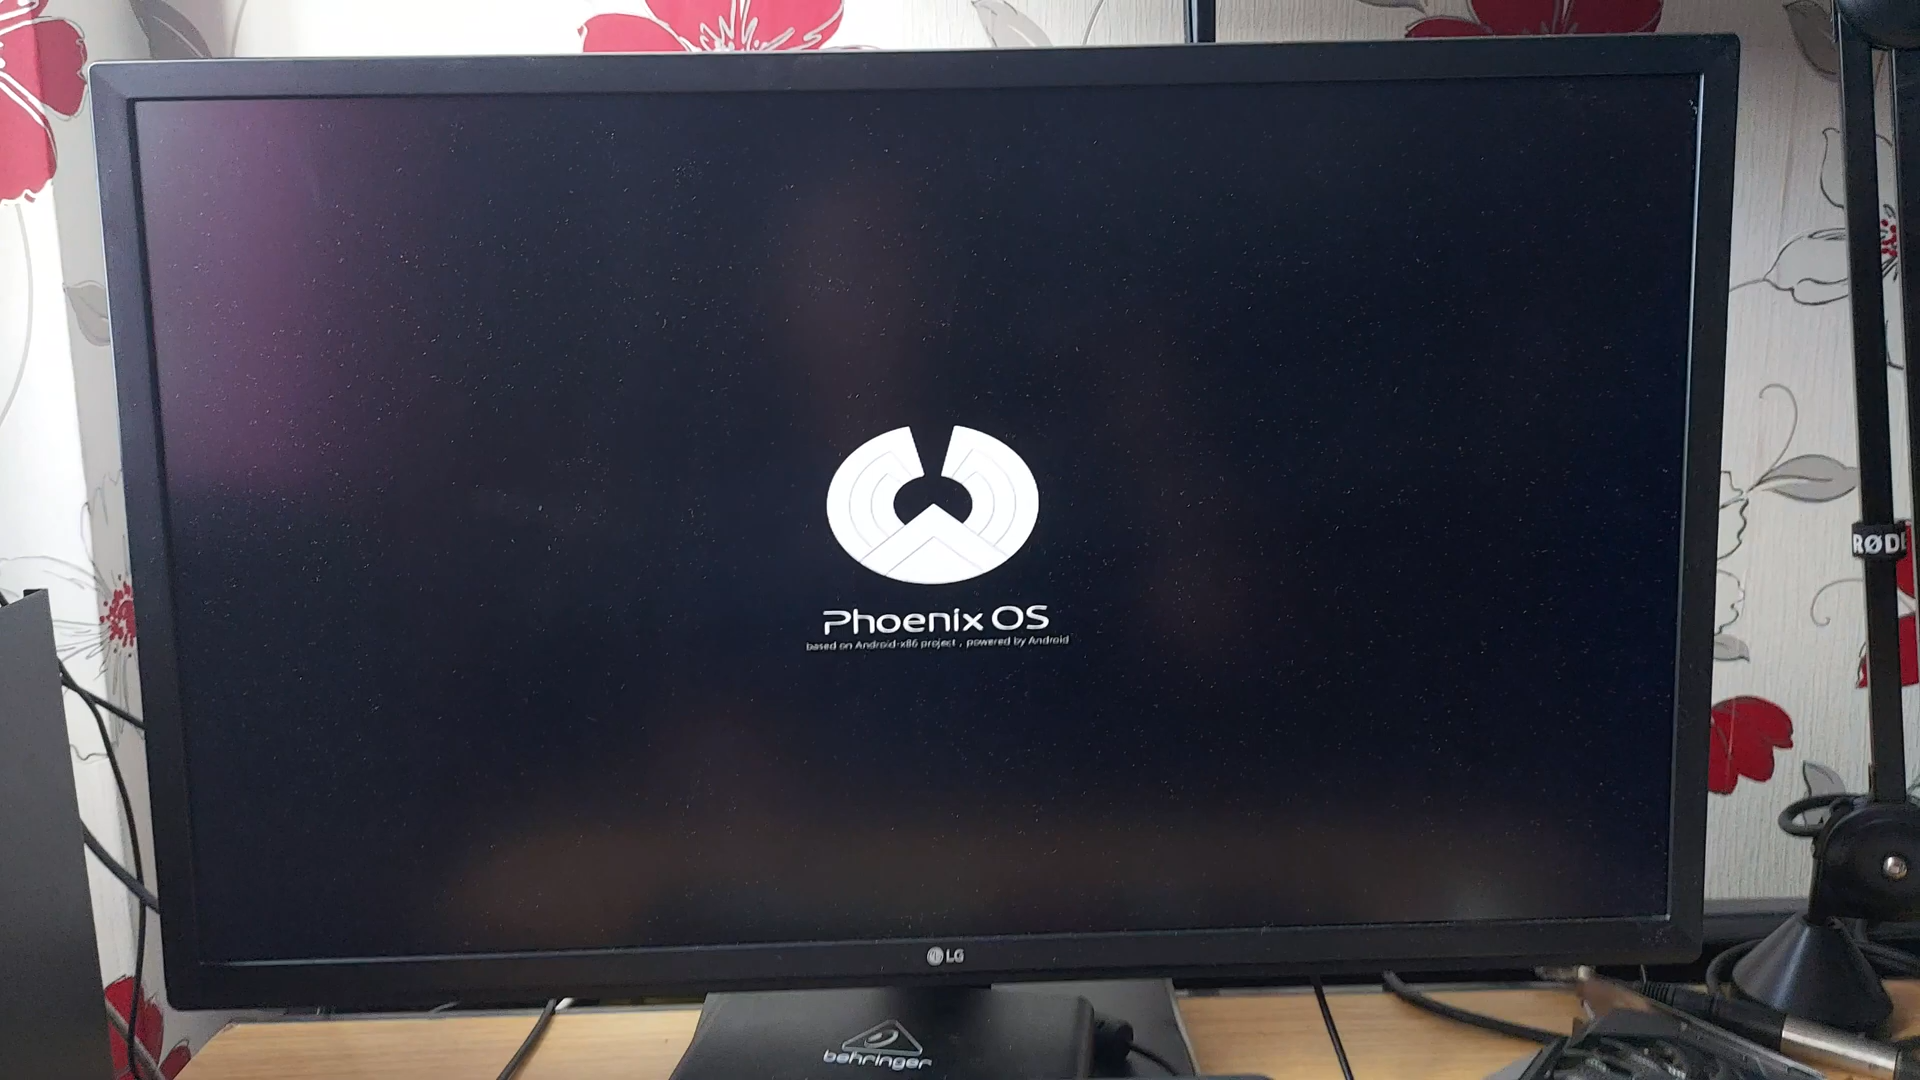 RØDE
Phoenix OS
based on Android-x86 project , powered by Android
LG
behringer